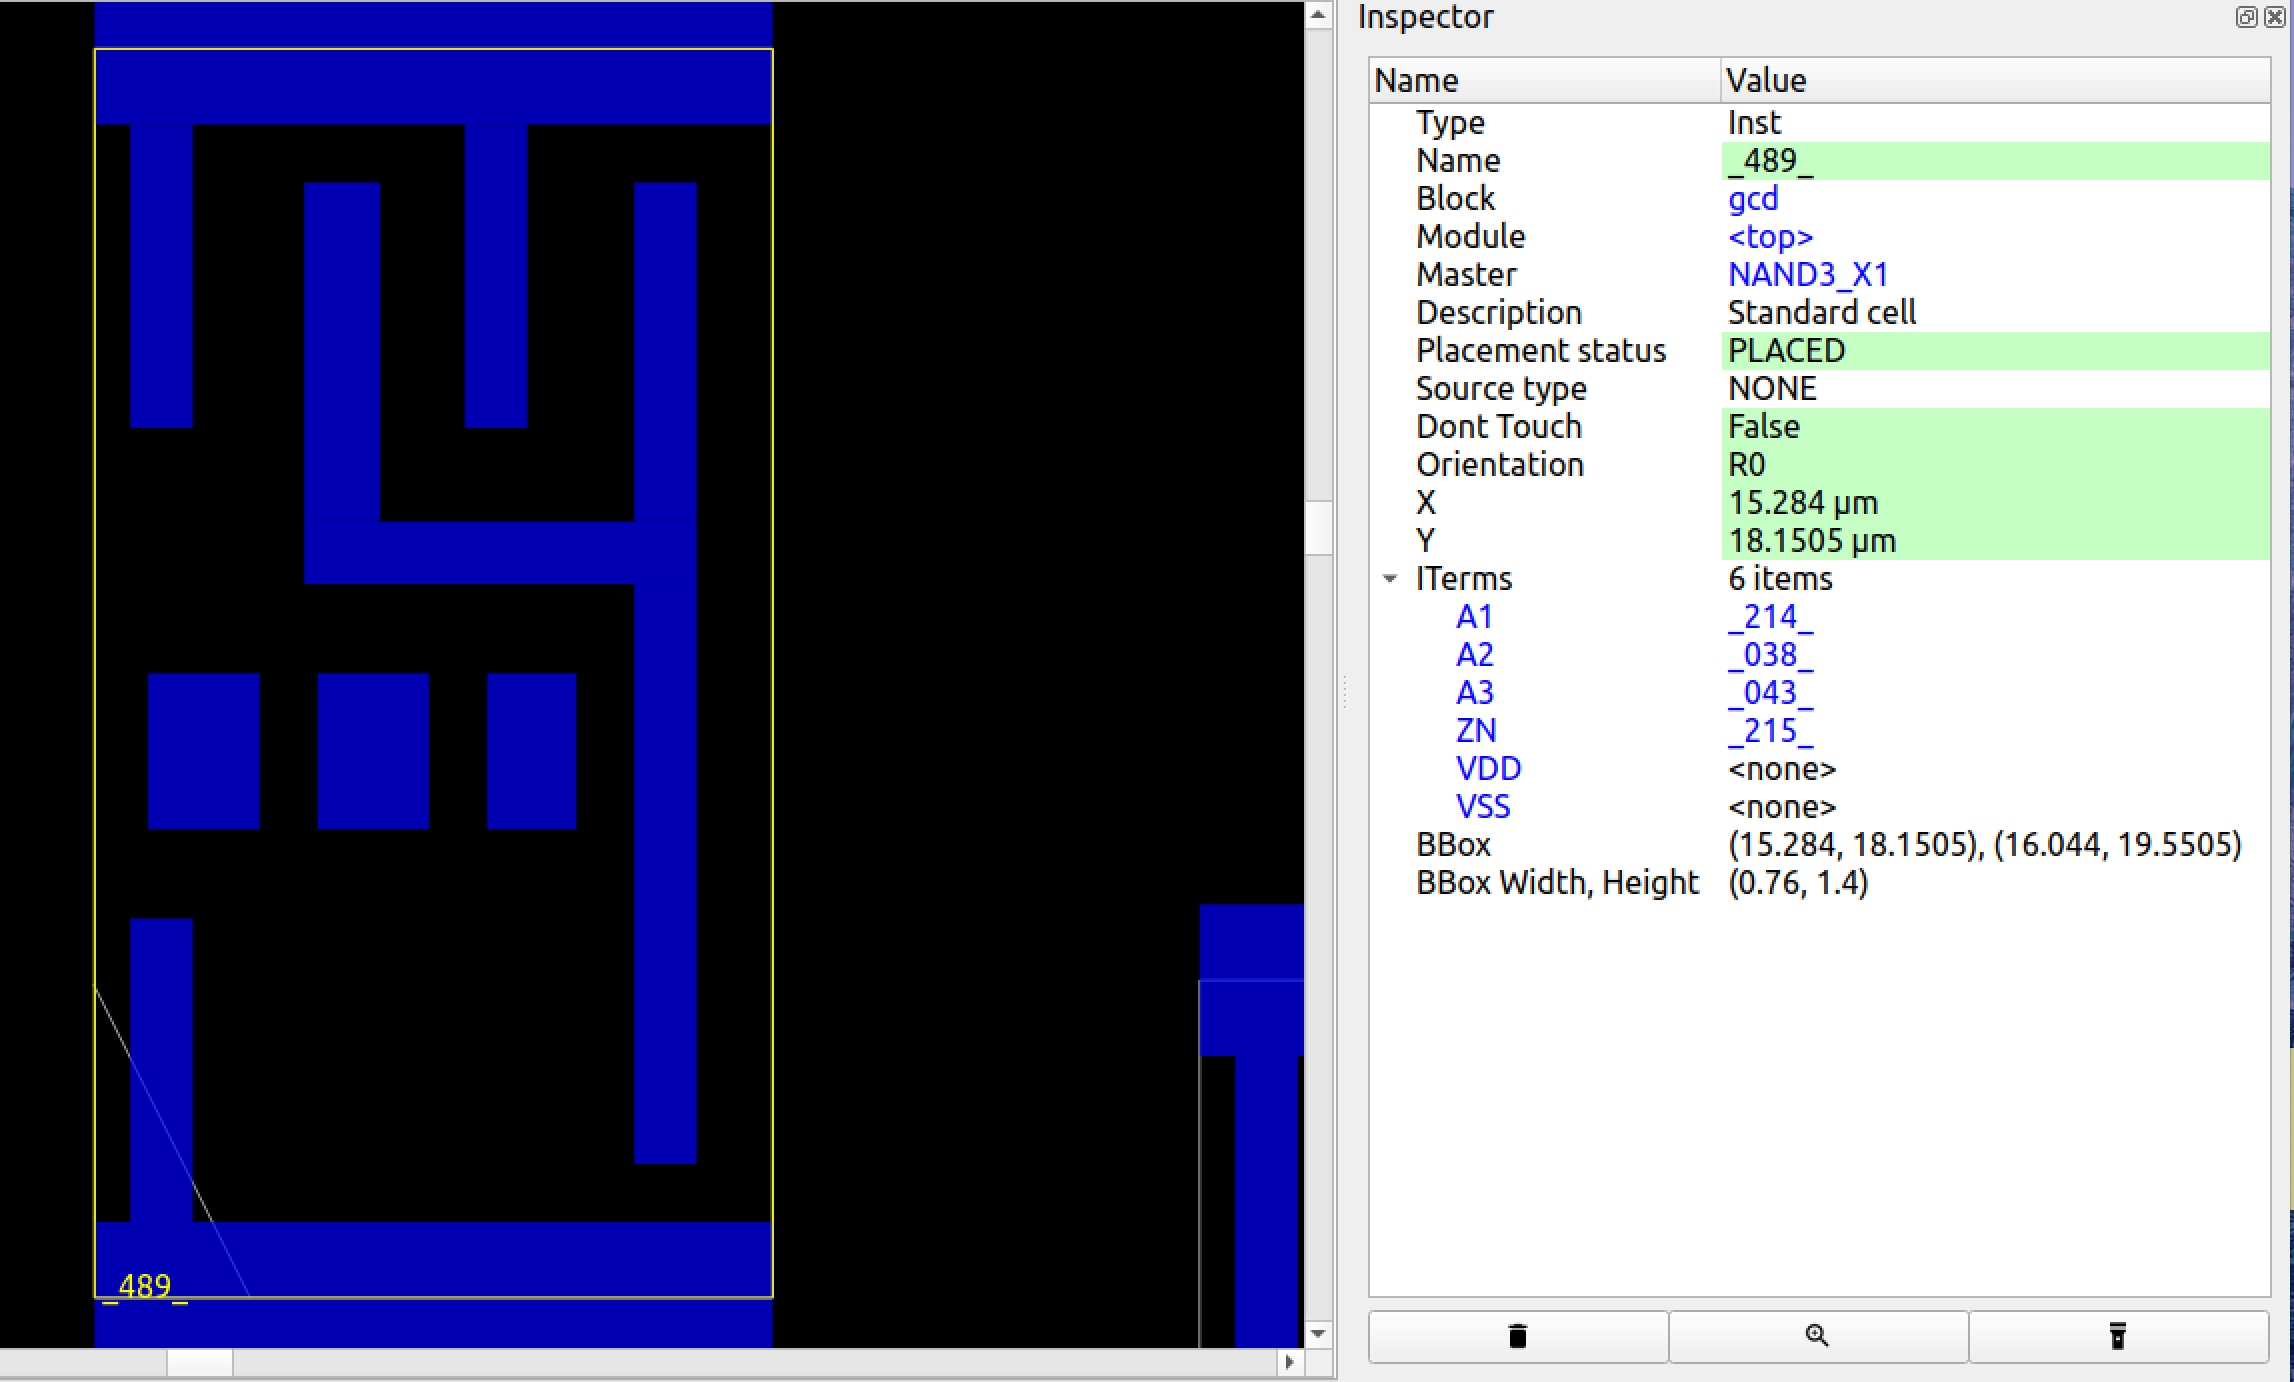 _489_
Inspector
Name Value
Type Inst
Name _489_
Block gcd
Module <top>
Master NAND3_X1
Description Standard cell
Placement status PLACED
Source type NONE
Dont Touch False
Orientation R0
X 15.284 μm
Y 18.1505 μm
ITerms 6 items
A1 _214_
A2 _038_
A3 _043_
ZN _215_
VDD <none>
VSS <none>
BBox (15.284, 18.1505), (16.044, 19.5505)
BBox Width, Height (0.76, 1.4)